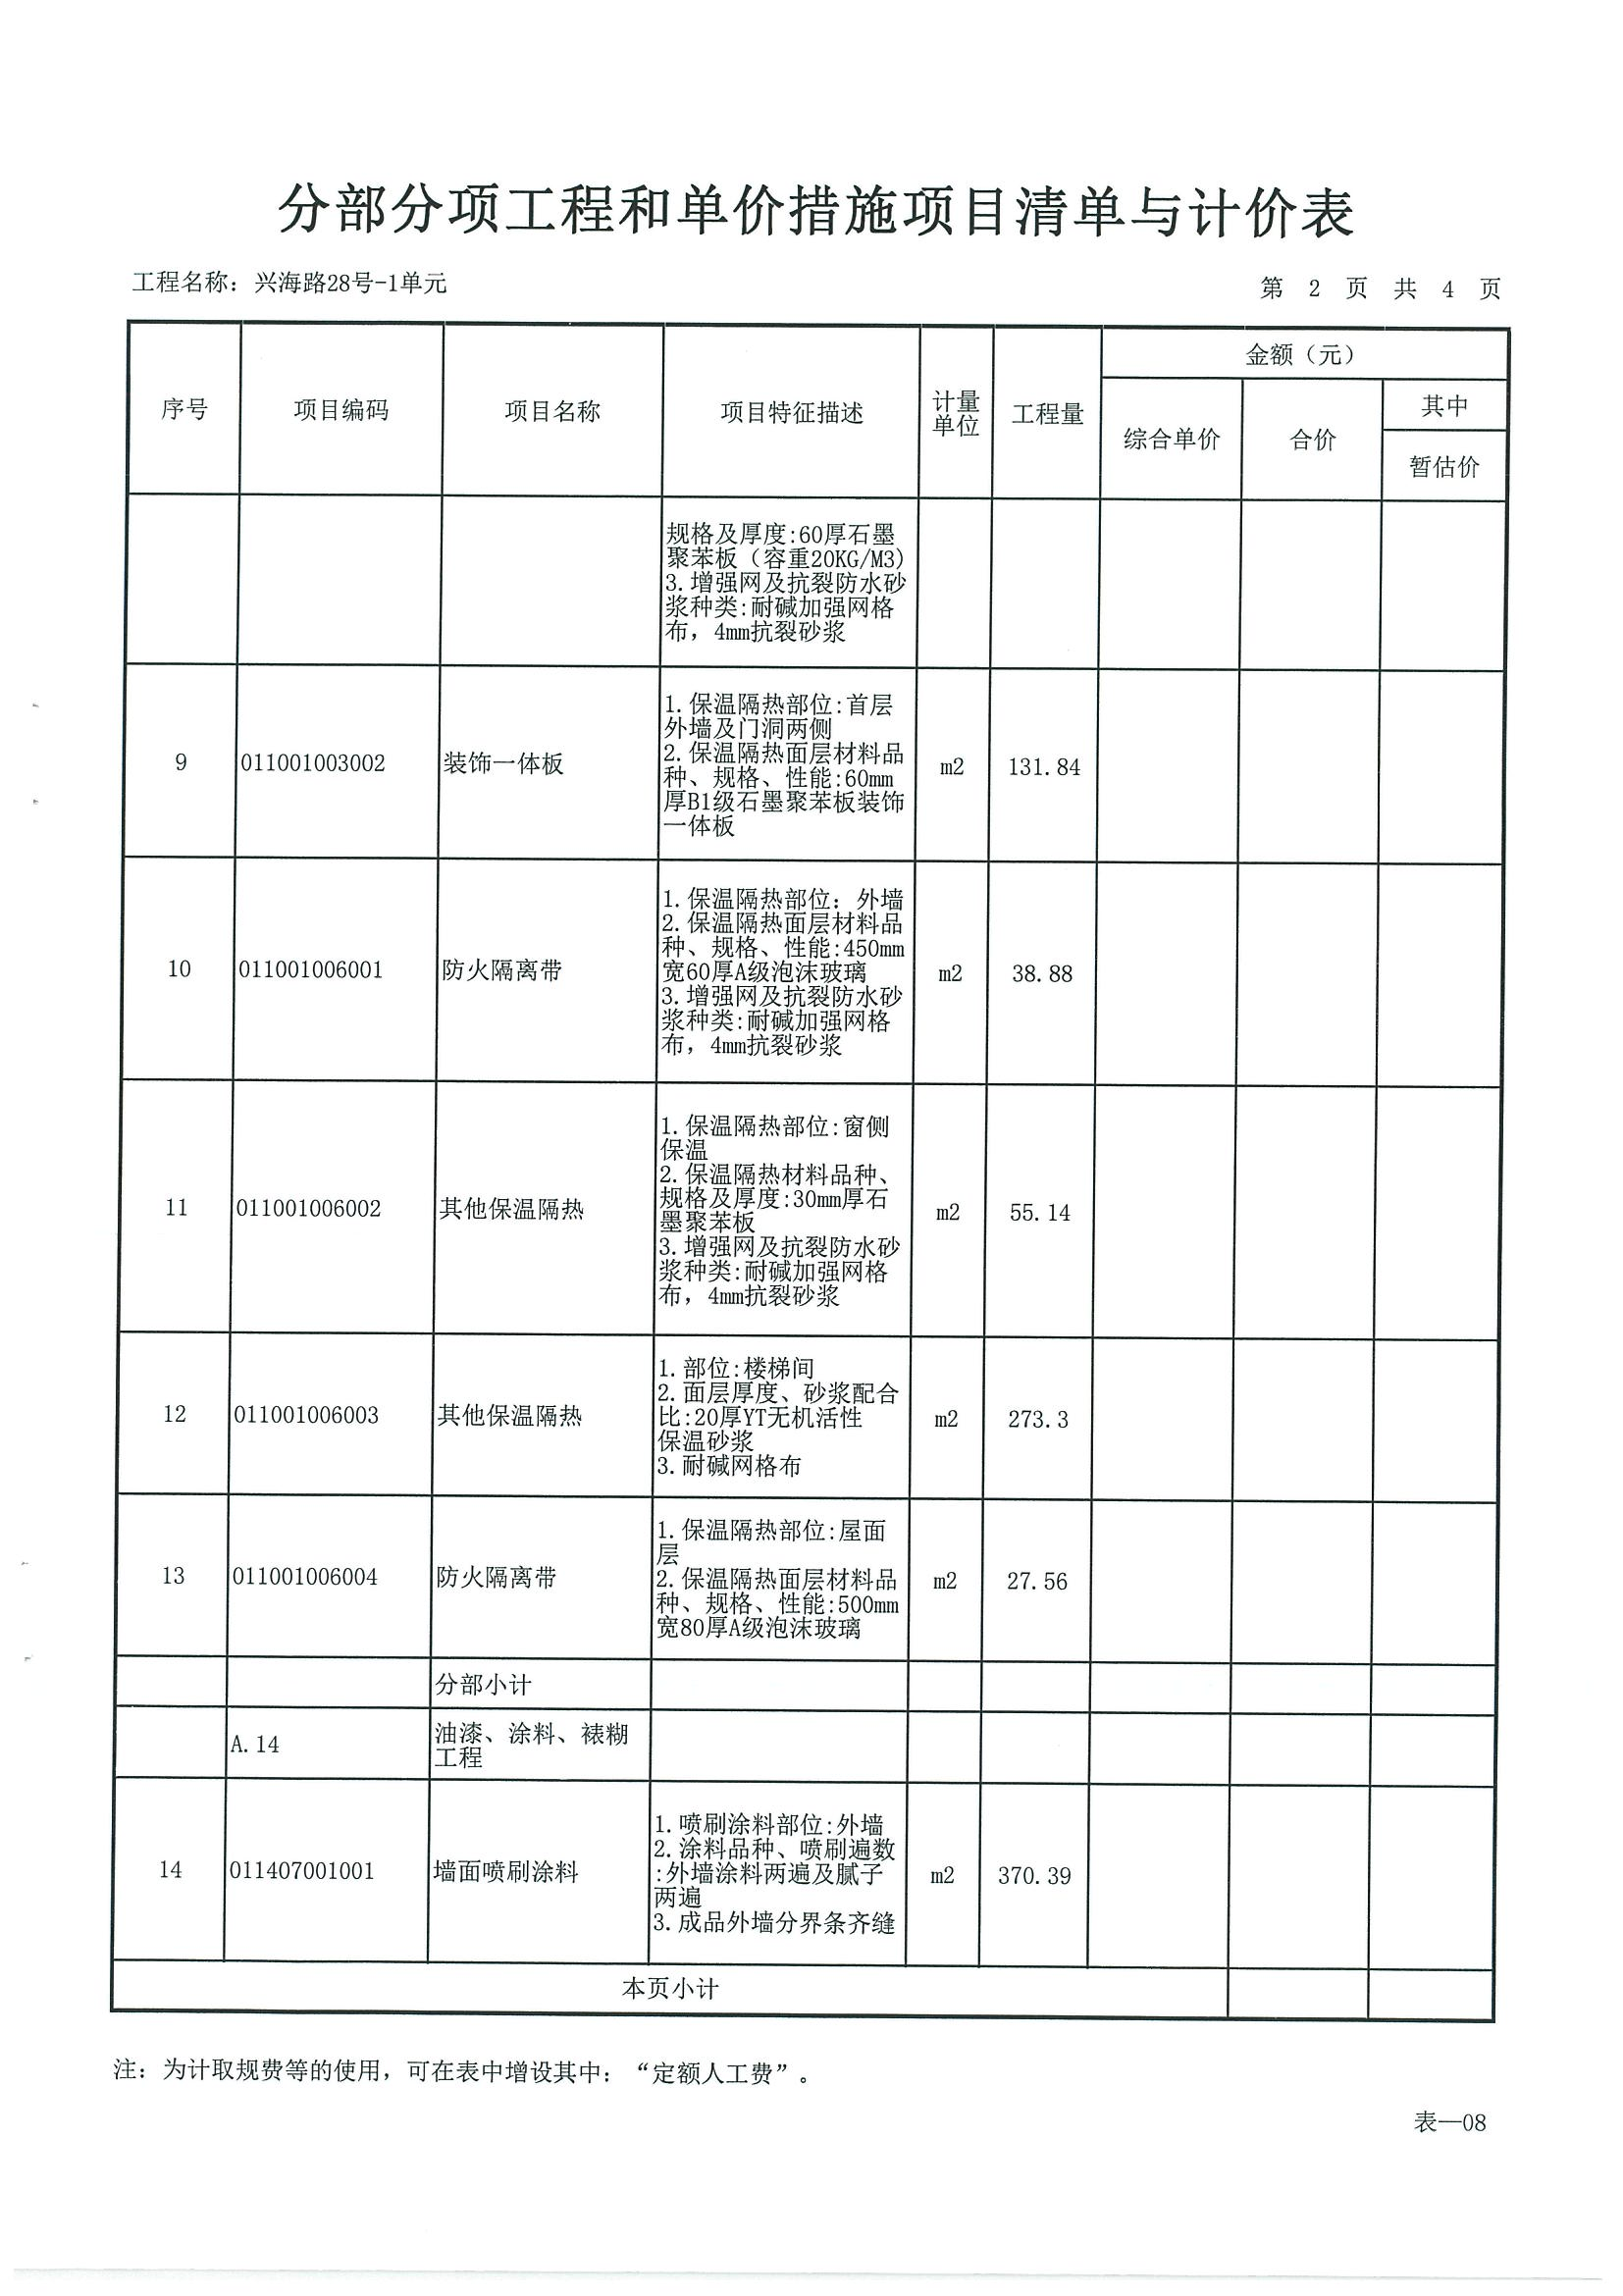 分部分项工程和单价措施项目清单与计价表
工程名称：兴海路28号-1单元
第 2 页 共 4 页
序号
项目编码
项目名称
项目特征描述
计量
单位
工程量
金额（元）
综合单价
合价
其中
暂估价
规格及厚度:60厚石墨
聚苯板（容重20KG/M3)
3.增强网及抗裂防水砂
浆种类:耐碱加强网格
布，4mm抗裂砂浆
9
011001003002
装饰一体板
1.保温隔热部位:首层
外墙及门洞两侧
2.保温隔热面层材料品
种、规格、性能:60mm
厚B1级石墨聚苯板装饰
一体板
m2
131.84
10
011001006001
防火隔离带
1.保温隔热部位：外墙
2.保温隔热面层材料品
种、规格、性能:450mm
宽60厚A级泡沫玻璃
3.增强网及抗裂防水砂
浆种类:耐碱加强网格
布，4mm抗裂砂浆
m2
38.88
11
011001006002
其他保温隔热
1.保温隔热部位:窗侧
保温
2.保温隔热材料品种、
规格及厚度:30mm厚石
墨聚苯板
3.增强网及抗裂防水砂
浆种类:耐碱加强网格
布，4mm抗裂砂浆
m2
55.14
12
011001006003
其他保温隔热
1.部位:楼梯间
2.面层厚度、砂浆配合
比:20厚YT无机活性
保温砂浆
3.耐碱网格布
m2
273.3
13
011001006004
防火隔离带
1.保温隔热部位:屋面
层
2.保温隔热面层材料品
种、规格、性能:500mm
宽80厚A级泡沫玻璃
m2
27.56
分部小计
A.14
油漆、涂料、裱糊
工程
14
011407001001
墙面喷刷涂料
1.喷刷涂料部位:外墙
2.涂料品种、喷刷遍数
:外墙涂料两遍及腻子
两遍
3.成品外墙分界条齐缝
m2
370.39
本页小计
注：为计取规费等的使用，可在表中增设其中：“定额人工费”。
表—08